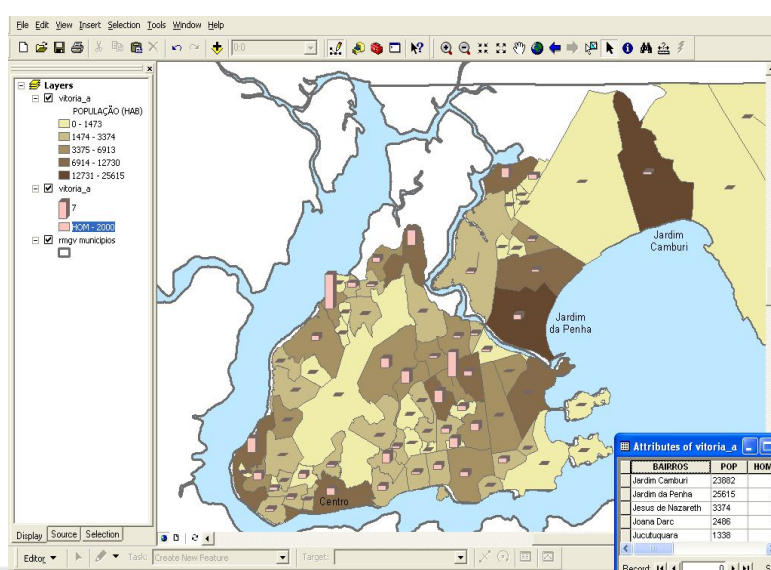 File Edit View Insert Selection Tools Window Help
0:0
Layers
vitoria_a
POPULAÇÃO (HAB)
0 - 1473
1474 - 3374
3375 - 6913
6914 - 12730
12731 - 25615
vitoria_a
7
HOM - 2000
rmgv municipios
Jardim
Camburi
Jardim
da Penha
Centro
Attributes of vitoria_a
BAIRROS POP HOM
Jardim Camburi 23882
Jardim da Penha 25615
Jesus de Nazareth 3374
Joana Darc 2486
Jucutuquara 1338
Record: 0 S
Display Source Selection
Editor Task: Create New Feature Target: